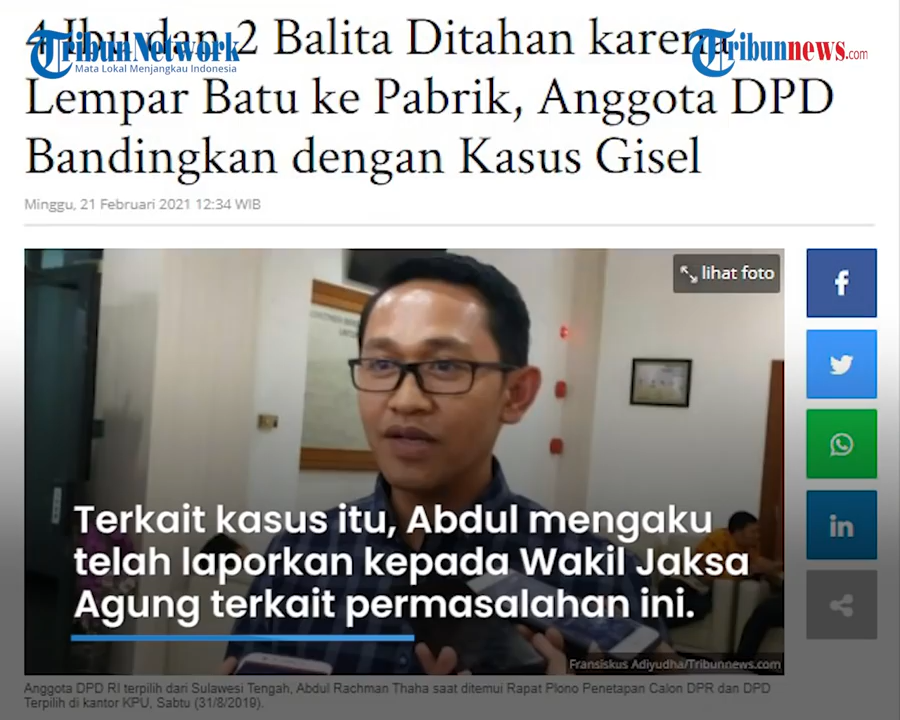 4 Ibu dan 2 Balita Ditahan karena
Tribun Network
Mata Lokal Menjangkau Indonesia
Tribunnews.com
Lempar Batu ke Pabrik, Anggota DPD
Bandingkan dengan Kasus Gisel
Minggu, 21 Februari 2021 12:34 WIB
lihat foto
Terkait kasus itu, Abdul mengaku
telah laporkan kepada Wakil Jaksa
Agung terkait permasalahan ini.
Fransiskus Adiyudha/Tribunnews.com
Anggota DPD RI terpilih dari Sulawesi Tengah, Abdul Rachman Thaha saat ditemui Rapat Plono Penetapan Calon DPR dan DPD
Terpilih di kantor KPU, Sabtu (31/8/2019).